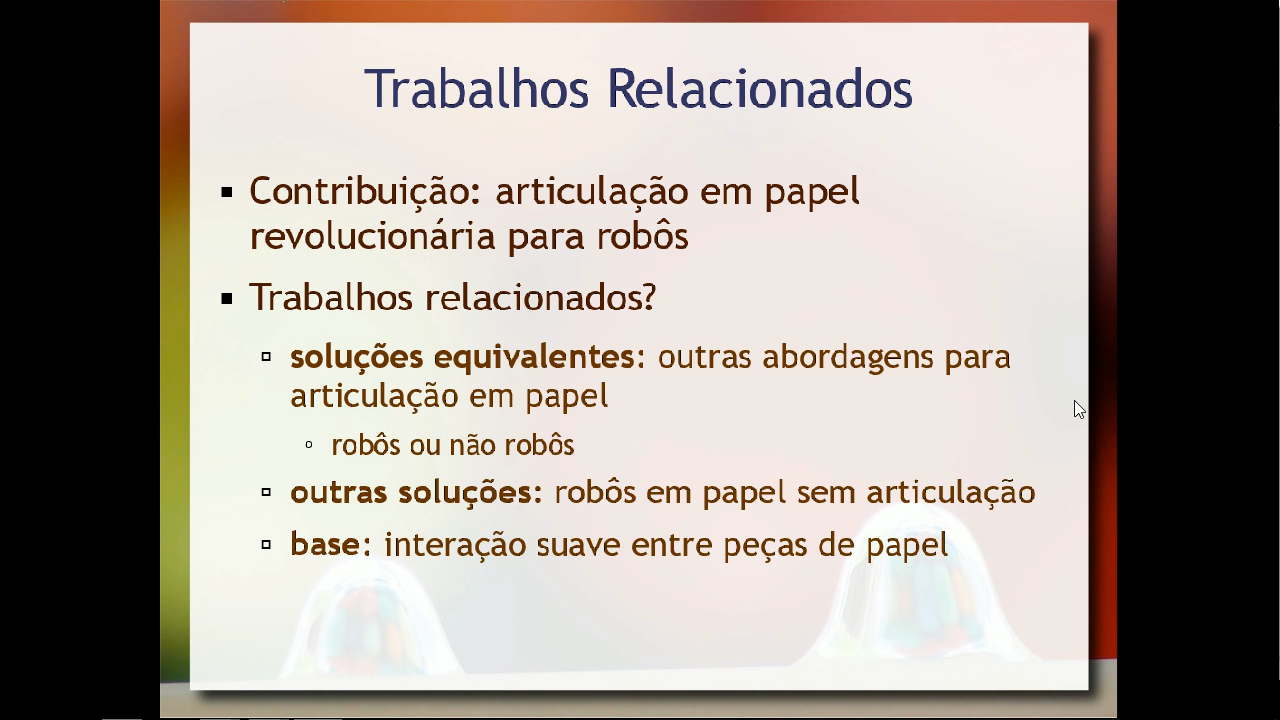 Trabalhos Relacionados
Contribuição: articulação em papel
revolucionária para robôs
Trabalhos relacionados?
soluções equivalentes: outras abordagens para
articulação em papel
robôs ou não robôs
outras soluções: robôs em papel sem articulação
base: interação suave entre peças de papel